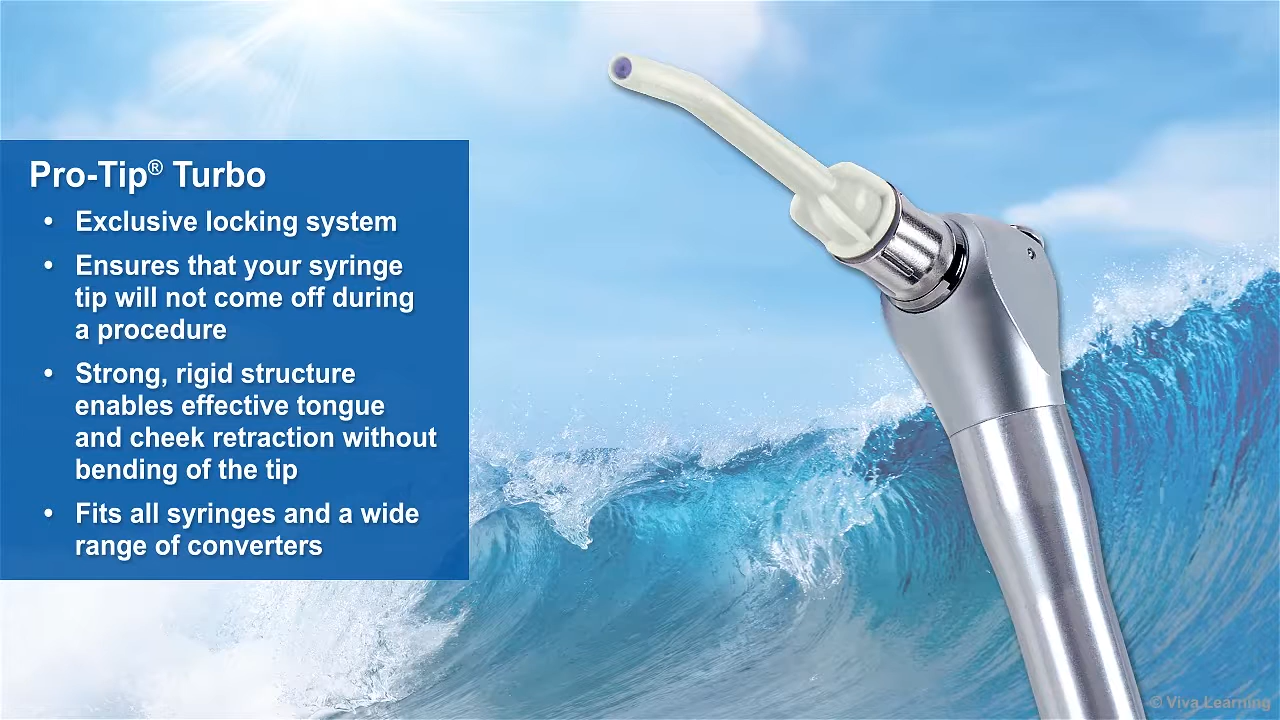 Pro-Tip® Turbo
• Exclusive locking system
• Ensures that your syringe
tip will not come off during
a procedure
• Strong, rigid structure
enables effective tongue
and cheek retraction without
bending of the tip
• Fits all syringes and a wide
range of converters
© Viva Learning